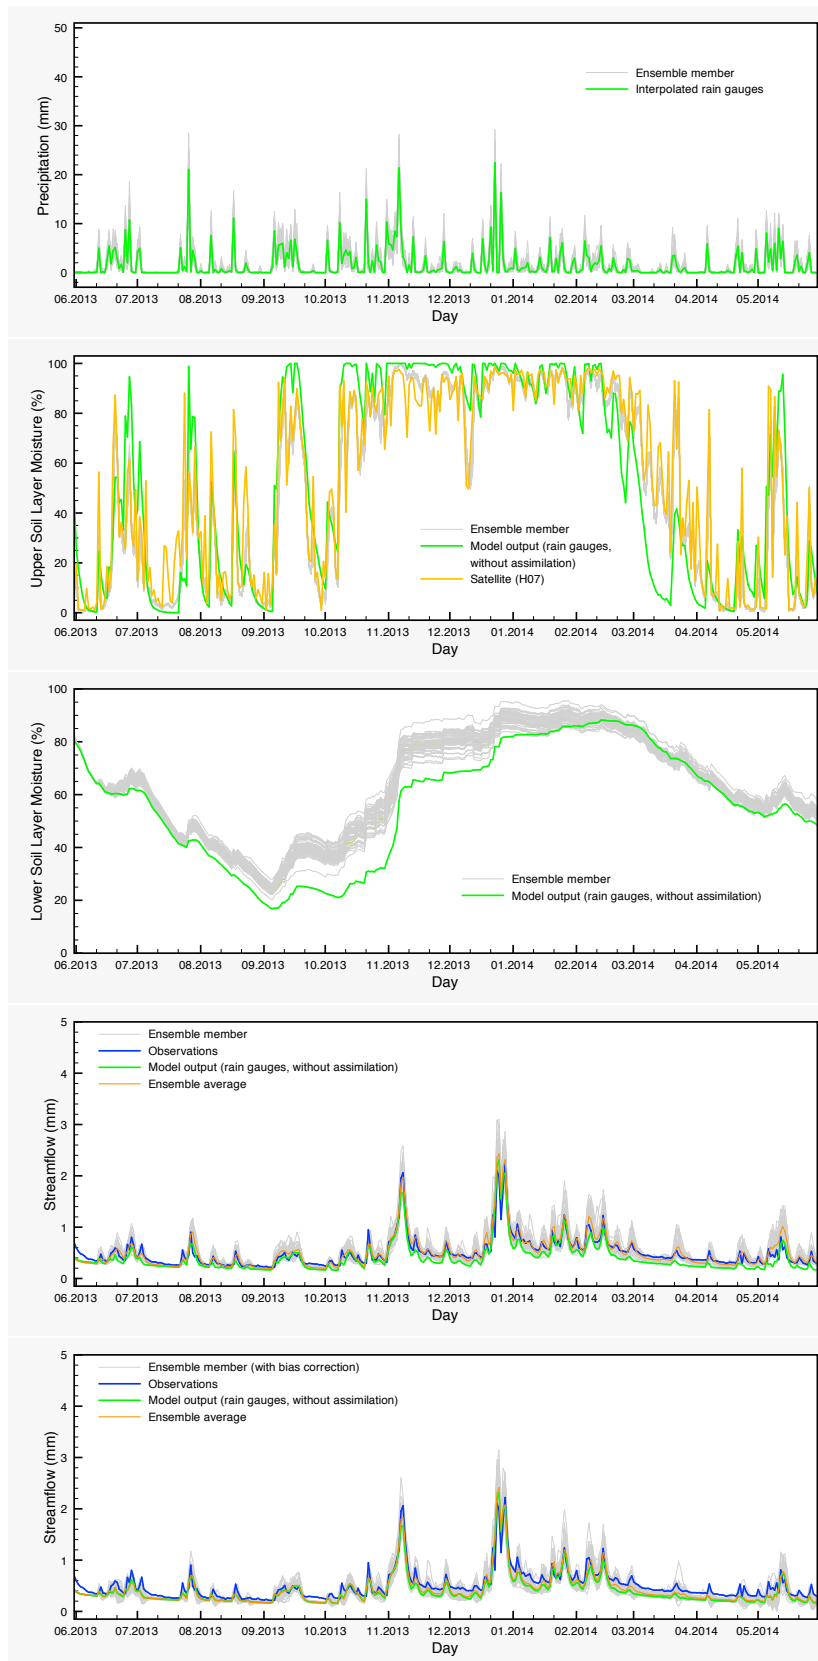 50
40
30
20
10
0
Precipitation (mm)
Ensemble member
Interpolated rain gauges
06.2013 07.2013 08.2013 09.2013 10.2013 11.2013 12.2013 01.2014 02.2014 03.2014 04.2014 05.2014
Day
100
80
60
40
20
0
Upper Soil Layer Moisture (%)
Ensemble member
Model output (rain gauges,
without assimilation)
Satellite (H07)
06.2013 07.2013 08.2013 09.2013 10.2013 11.2013 12.2013 01.2014 02.2014 03.2014 04.2014 05.2014
Day
100
80
60
40
20
0
Lower Soil Layer Moisture (%)
Ensemble member
Model output (rain gauges, without assimilation)
06.2013 07.2013 08.2013 09.2013 10.2013 11.2013 12.2013 01.2014 02.2014 03.2014 04.2014 05.2014
Day
5
4
3
2
1
0
Streamflow (mm)
Ensemble member
Observations
Model output (rain gauges, without assimilation)
Ensemble average
06.2013 07.2013 08.2013 09.2013 10.2013 11.2013 12.2013 01.2014 02.2014 03.2014 04.2014 05.2014
Day
5
4
3
2
1
0
Streamflow (mm)
Ensemble member (with bias correction)
Observations
Model output (rain gauges, without assimilation)
Ensemble average
06.2013 07.2013 08.2013 09.2013 10.2013 11.2013 12.2013 01.2014 02.2014 03.2014 04.2014 05.2014
Day